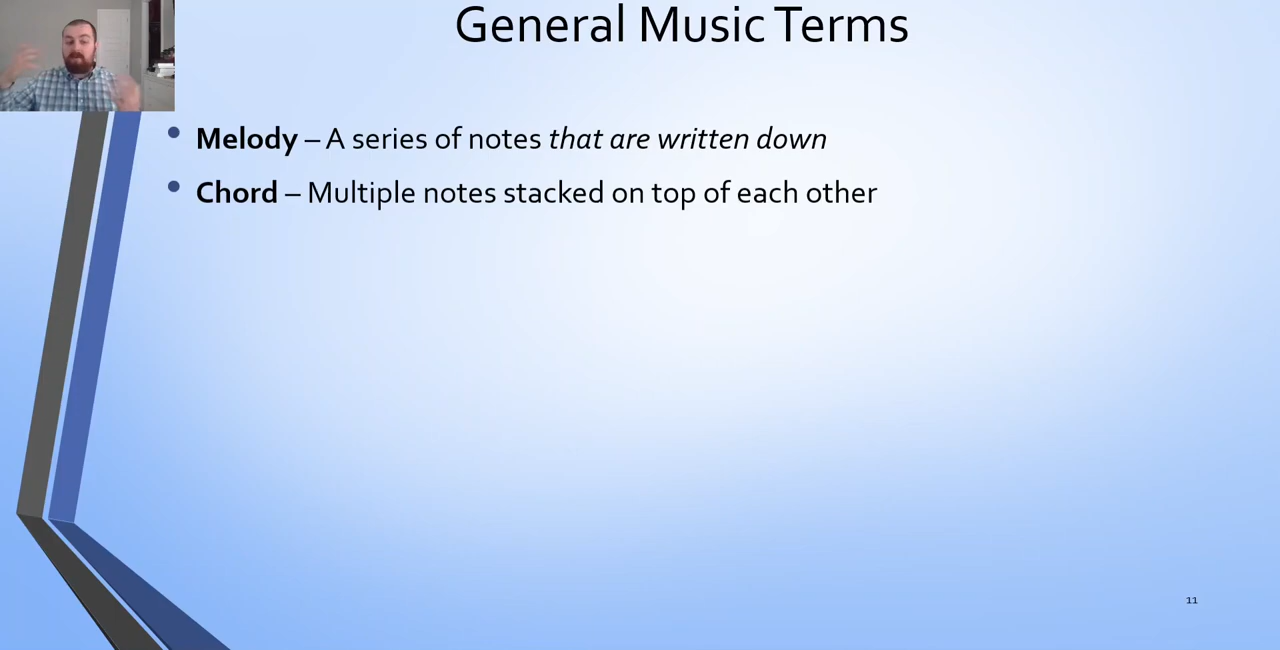 General Music Terms
• Melody – A series of notes that are written down
• Chord – Multiple notes stacked on top of each other
11